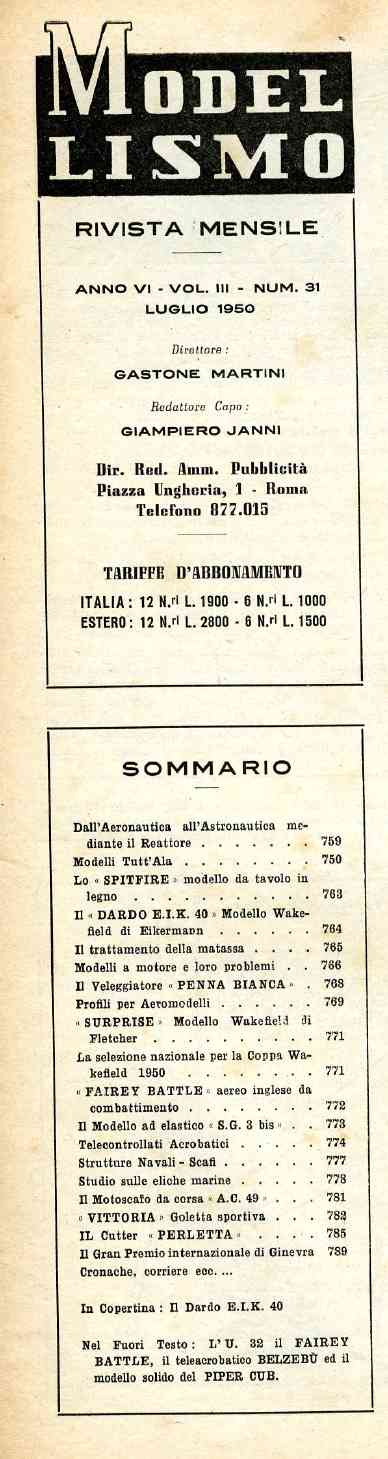 MODEL
LISMO
RIVISTA MENSILE
ANNO VI - VOL. III - NUM. 31
LUGLIO 1950
Direttore :
GASTONE MARTINI
Redattore Capo :
GIAMPIERO JANNI
Dir. Red. Amm. Pubblicità
Piazza Ungheria, 1 - Roma
Telefono 877.015
TARIFFE D'ABBONAMENTO
ITALIA : 12 N.ri L. 1900 - 6 N.ri L. 1000
ESTERO : 12 N.ri L. 2800 - 6 N.ri L. 1500
SOMMARIO
Dall'Aeronautica all'Astronautica me-
diante il Reattore . . . . . . . 759
Modelli Tutt'Ala . . . . . . . . 750
Lo « SPITFIRE » modello da tavolo in
legno . . . . . . . . . . . 763
Il « DARDO E.I.K. 40 » Modello Wake-
field di Eikermann . . . . . . 764
Il trattamento della matassa . . . . 765
Modelli a motore e loro problemi . . 766
Il Veleggiatore « PENNA BIANCA » . 768
Profili per Aeromodelli . . . . . . 769
« SURPRISE » Modello Wakefield di
Fletcher . . . . . . . . . . 771
La selezione nazionale per la Coppa Wa-
kefield 1950 . . . . . . . . 771
« FAIREY BATTLE » aereo inglese da
combattimento . . . . . . . . 772
Il Modello ad elastico « S.G. 3 bis » . . 773
Telecontrollati Acrobatici . . . . . 774
Strutture Navali - Scafi . . . . . . 777
Studio sulle eliche marine . . . . . 778
Il Motoscafo da corsa « A.C. 49 » . . . 781
« VITTORIA » Goletta sportiva . . . 782
IL Cutter « PERLETTA » . . . . 785
Il Gran Premio internazionale di Ginevra 789
Cronache, corriere ecc. ...
In Copertina : Il Dardo E.I.K. 40
Nel Fuori Testo : L'U. 32 il FAIREY
BATTLE, il teleacrobatico BELZEBÙ ed il
modello solido del PIPER CUB.